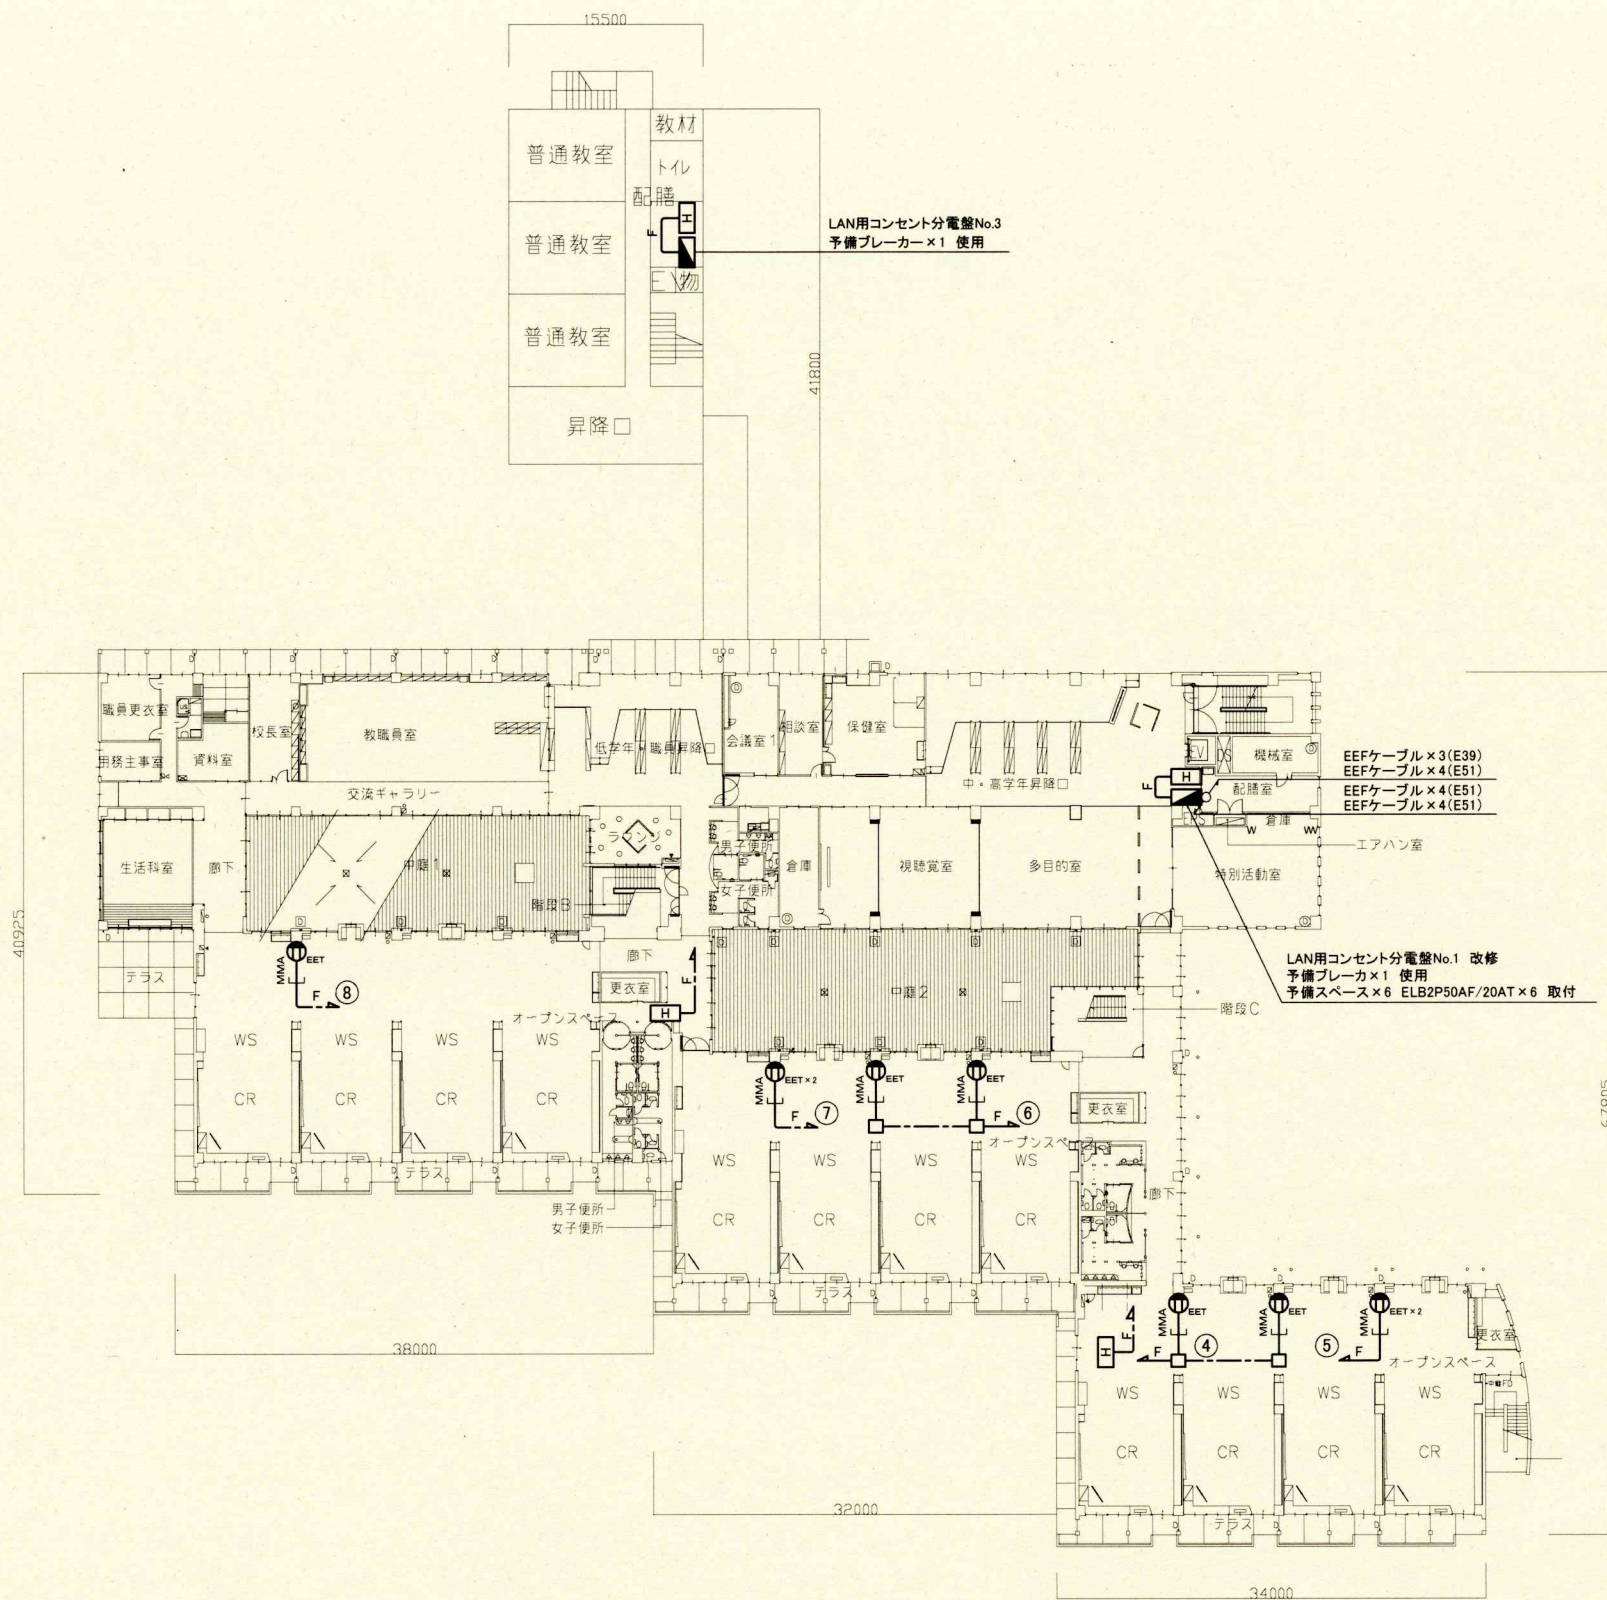 15500
教材
普通教室
トイレ
配膳
H
F
普通教室
LAN用コンセント分電盤No.3
予備ブレーカー×1 使用
EV 物
普通教室
41800
昇降口
職員更衣室
校長室
教職員室
低学年・職員昇降口
会議室1
相談室
保健室
用務主事室
資料室
交流ギャラリー
中・高学年昇降口
EV
DS
機械室
配膳室
H
F
EEFケーブル×3(E39)
EEFケーブル×4(E51)
EEFケーブル×4(E51)
EEFケーブル×4(E51)
EPS
倉庫
エアハン室
特別活動室
生活科室
廊下
中庭1
ラウンジ
男子便所
女子便所
倉庫
視聴覚室
多目的室
階段B
40925
テラス
MMA
EET
F
⑧
廊下
更衣室
F
H
オープンスペース
中庭2
階段C
LAN用コンセント分電盤No.1 改修
予備ブレーカ×1 使用
予備スペース×6 ELB2P50AF/20AT×6 取付
WS
WS
WS
WS
CR
CR
CR
CR
テラス
男子便所
女子便所
MMA
EET×2
MMA
EET
MMA
EET
F
⑦
F
⑥
更衣室
オープンスペース
WS
WS
WS
WS
廊下
CR
CR
CR
CR
テラス
38000
MMA
EET
MMA
EET
MMA
EET×2
H
F
F
④
⑤
F
更衣室
オープンスペース
WS
WS
WS
WS
CR
CR
CR
CR
テラス
32000
34000